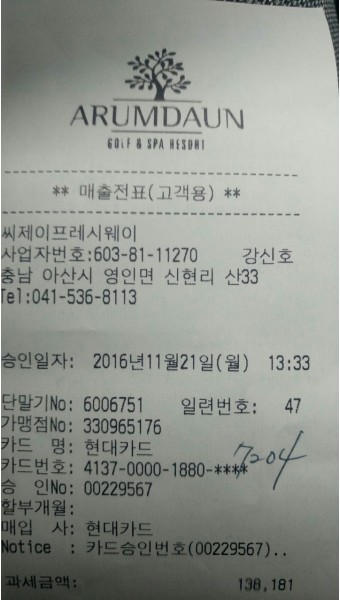 ARUMDAUN
GOLF & SPA RESORT
** 매출전표(고객용) **
씨제이프레시웨이
사업자번호:603-81-11270 강신호
충남 아산시 영인면 신현리 산33
Tel:041-536-8113
승인일자: 2016년11월21일(월) 13:33
단말기No: 6006751 일련번호: 47
가맹점No: 330965176
카드 명: 현대카드
카드번호: 4137-0000-1880-**** 7204
승 인No: 00229567
할부개월:
매입 사: 현대카드
Notice : 카드승인번호(00229567)..
과세금액: 138,181